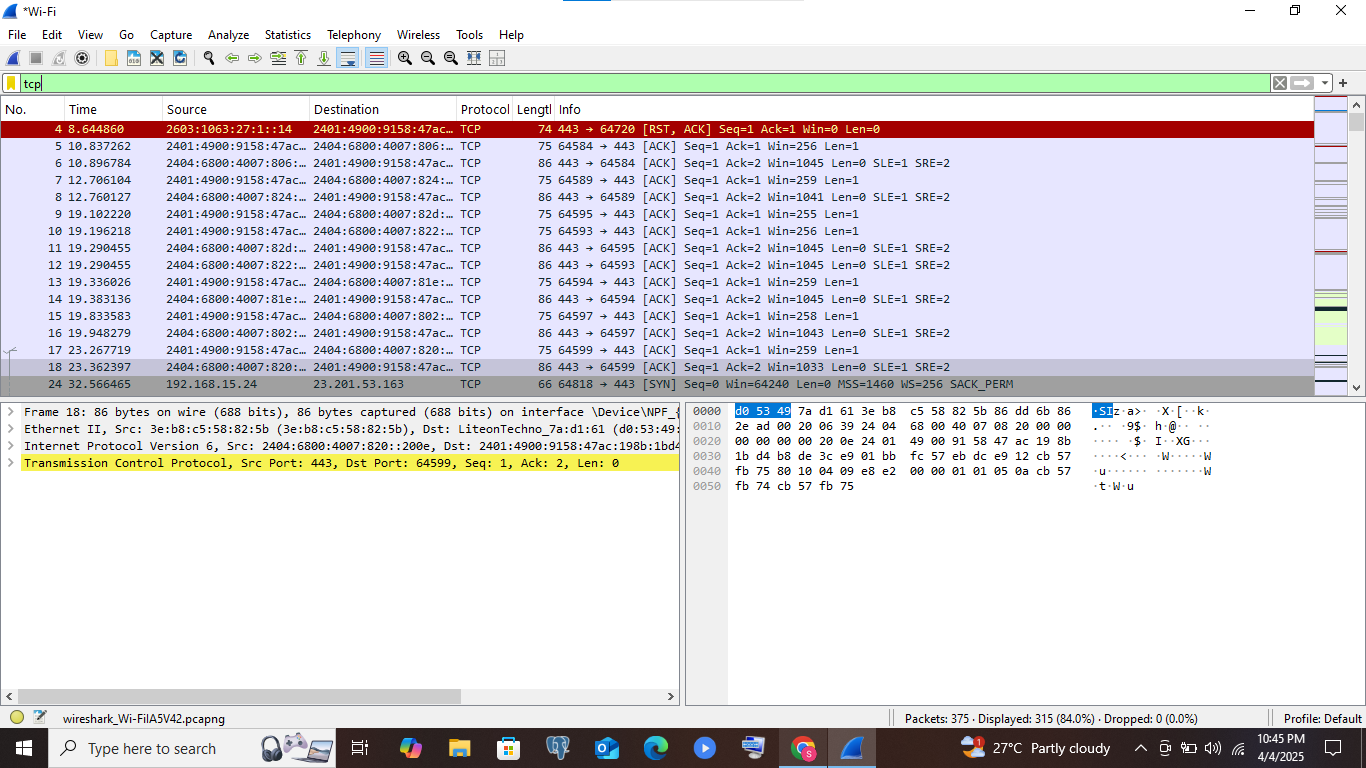 *Wi-Fi
File Edit View Go Capture Analyze Statistics Telephony Wireless Tools Help
tcp
No. Time Source Destination Protocol Lengtl Info
4 8.644860 2603:1063:27:1::14 2401:4900:9158:47ac… TCP 74 443 → 64720 [RST, ACK] Seq=1 Ack=1 Win=0 Len=0
5 10.837262 2401:4900:9158:47ac… 2404:6800:4007:806:… TCP 75 64584 → 443 [ACK] Seq=1 Ack=1 Win=256 Len=1
6 10.896784 2404:6800:4007:806:… 2401:4900:9158:47ac… TCP 86 443 → 64584 [ACK] Seq=1 Ack=2 Win=1045 Len=0 SLE=1 SRE=2
7 12.706104 2401:4900:9158:47ac… 2404:6800:4007:824:… TCP 75 64589 → 443 [ACK] Seq=1 Ack=1 Win=259 Len=1
8 12.760127 2404:6800:4007:824:… 2401:4900:9158:47ac… TCP 86 443 → 64589 [ACK] Seq=1 Ack=2 Win=1041 Len=0 SLE=1 SRE=2
9 19.102220 2401:4900:9158:47ac… 2404:6800:4007:82d:… TCP 75 64595 → 443 [ACK] Seq=1 Ack=1 Win=255 Len=1
10 19.196218 2401:4900:9158:47ac… 2404:6800:4007:822:… TCP 75 64593 → 443 [ACK] Seq=1 Ack=1 Win=256 Len=1
11 19.290455 2404:6800:4007:82d:… 2401:4900:9158:47ac… TCP 86 443 → 64595 [ACK] Seq=1 Ack=2 Win=1045 Len=0 SLE=1 SRE=2
12 19.290455 2404:6800:4007:822:… 2401:4900:9158:47ac… TCP 86 443 → 64593 [ACK] Seq=1 Ack=2 Win=1045 Len=0 SLE=1 SRE=2
13 19.336026 2401:4900:9158:47ac… 2404:6800:4007:81e:… TCP 75 64594 → 443 [ACK] Seq=1 Ack=1 Win=259 Len=1
14 19.383136 2404:6800:4007:81e:… 2401:4900:9158:47ac… TCP 86 443 → 64594 [ACK] Seq=1 Ack=2 Win=1045 Len=0 SLE=1 SRE=2
15 19.833583 2401:4900:9158:47ac… 2404:6800:4007:802:… TCP 75 64597 → 443 [ACK] Seq=1 Ack=1 Win=258 Len=1
16 19.948279 2404:6800:4007:802:… 2401:4900:9158:47ac… TCP 86 443 → 64597 [ACK] Seq=1 Ack=2 Win=1043 Len=0 SLE=1 SRE=2
17 23.267719 2401:4900:9158:47ac… 2404:6800:4007:820:… TCP 75 64599 → 443 [ACK] Seq=1 Ack=1 Win=259 Len=1
18 23.362397 2404:6800:4007:820:… 2401:4900:9158:47ac… TCP 86 443 → 64599 [ACK] Seq=1 Ack=2 Win=1033 Len=0 SLE=1 SRE=2
24 32.566465 192.168.15.24 23.201.53.163 TCP 66 64818 → 443 [SYN] Seq=0 Win=64240 Len=0 MSS=1460 WS=256 SACK_PERM
Frame 18: 86 bytes on wire (688 bits), 86 bytes captured (688 bits) on interface \Device\NPF_{
Ethernet II, Src: 3e:b8:c5:58:82:5b (3e:b8:c5:58:82:5b), Dst: LiteonTechno_7a:d1:61 (d0:53:49:
Internet Protocol Version 6, Src: 2404:6800:4007:820::200e, Dst: 2401:4900:9158:47ac:198b:1bd4
Transmission Control Protocol, Src Port: 443, Dst Port: 64599, Seq: 1, Ack: 2, Len: 0
0000 d0 53 49 7a d1 61 3e b8 c5 58 82 5b 86 dd 6b 86 ·SIz·a>· ·X·[··k·
0010 2e ad 00 20 06 39 24 04 68 00 40 07 08 20 00 00 .·· ·9$· h·@·· ··
0020 00 00 00 00 20 0e 24 01 49 00 91 58 47 ac 19 8b ···· ·$· I··XG···
0030 1b d4 b8 de 3c e9 01 bb fc 57 eb dc e9 12 cb 57 ····<··· ·W·····W
0040 fb 75 80 10 04 09 e8 e2 00 00 01 01 05 0a cb 57 ·u······ ·······W
0050 fb 74 cb 57 fb 75 ·t·W·u
wireshark_Wi-FiIA5V42.pcapng
Packets: 375 · Displayed: 315 (84.0%) · Dropped: 0 (0.0%)
Profile: Default
Type here to search
27°C Partly cloudy
10:45 PM
4/4/2025